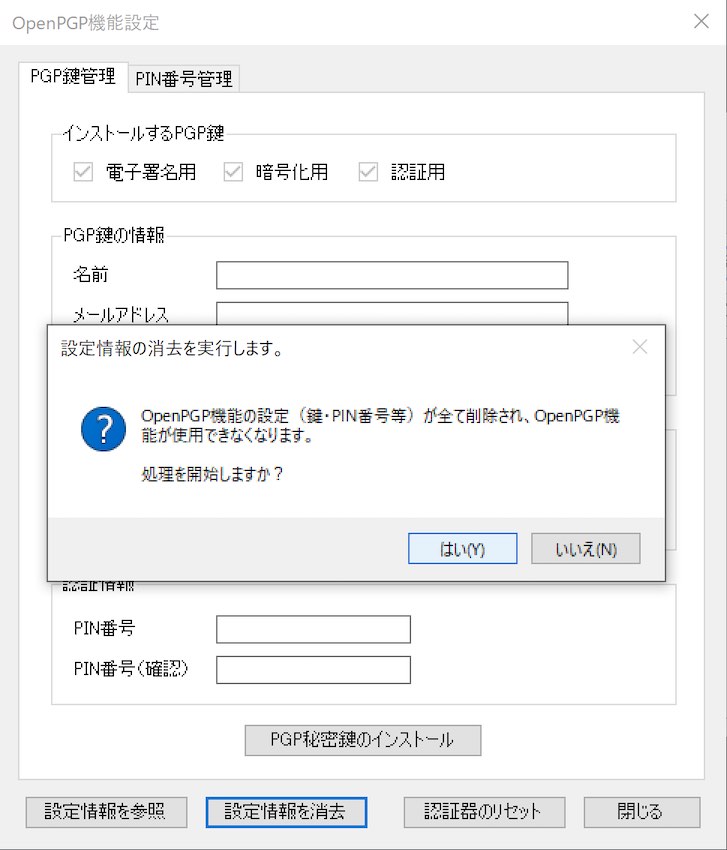 OpenPGP機能設定
PGP鍵管理 PIN番号管理
インストールするPGP鍵
電子署名用 暗号化用 認証用
PGP鍵の情報
名前
メールアドレス
設定情報の消去を実行します。
OpenPGP機能の設定（鍵・PIN番号等）が全て削除され、OpenPGP機
能が使用できなくなります。
処理を開始しますか？
はい(Y) いいえ(N)
認証情報
PIN番号
PIN番号(確認)
PGP秘密鍵のインストール
設定情報を参照 設定情報を消去 認証器のリセット 閉じる